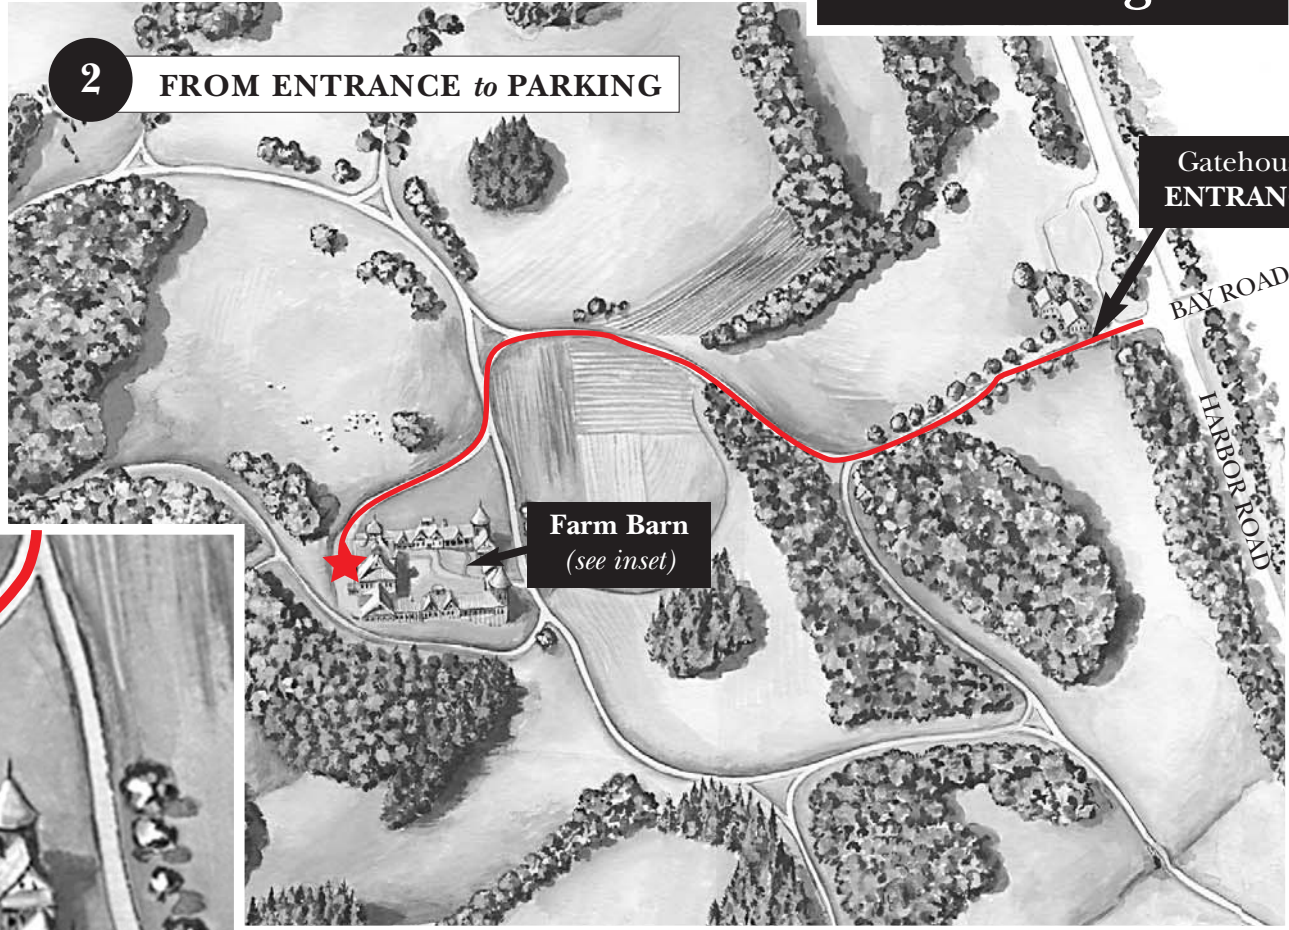 2
FROM ENTRANCE to PARKING
Gatehou
ENTRAN
BAY ROAD
HARBOR ROAD
Farm Barn
(see inset)